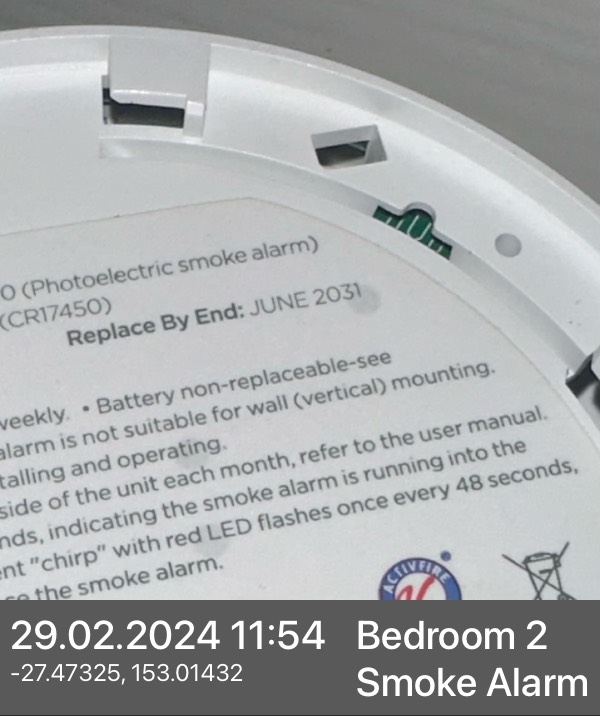 O (Photoelectric smoke alarm)
(CR17450)
Replace By End: JUNE 2031
weekly. • Battery non-replaceable-see
alarm is not suitable for wall (vertical) mounting.
talling and operating.
side of the unit each month, refer to the user manual.
nds, indicating the smoke alarm is running into the
nt "chirp" with red LED flashes once every 48 seconds,
the smoke alarm.
ACTIVFIRE
29.02.2024 11:54
-27.47325, 153.01432
Bedroom 2
Smoke Alarm